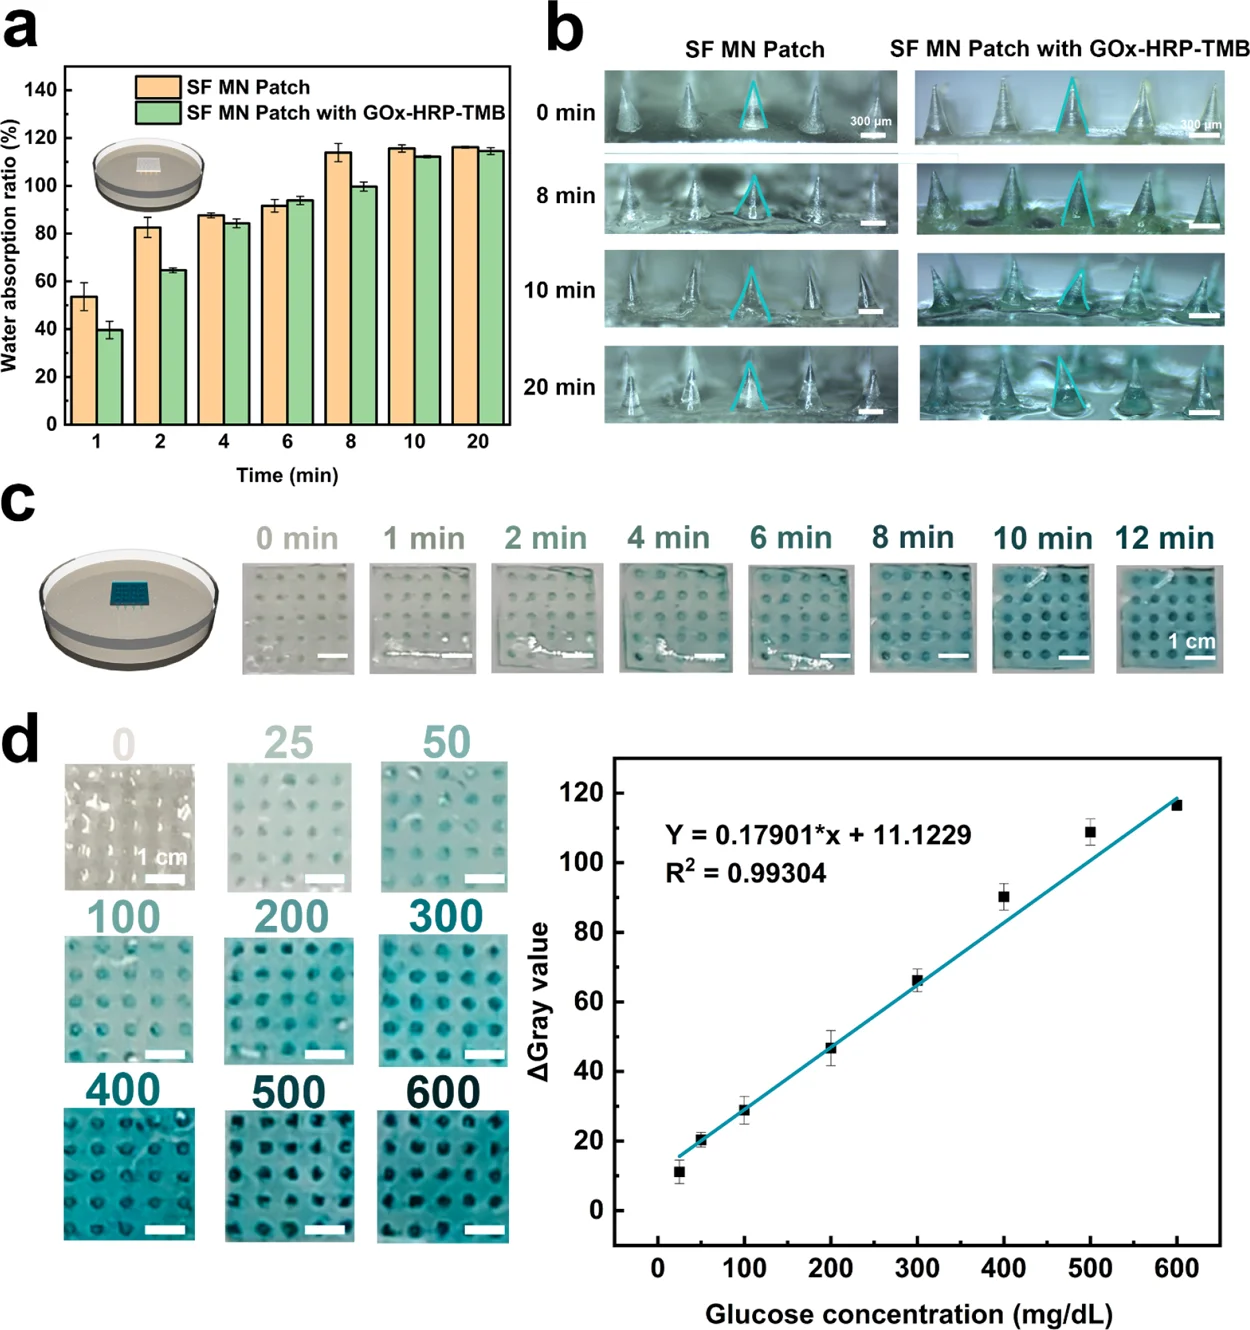 a
Water absorption ratio (%)
140
120
100
80
60
40
20
0
SF MN Patch
SF MN Patch with GOx-HRP-TMB
1 2 4 6 8 10 20
Time (min)
b
SF MN Patch SF MN Patch with GOx-HRP-TMB
0 min
300 μm 300 μm
8 min
10 min
20 min
c
0 min 1 min 2 min 4 min 6 min 8 min 10 min 12 min
1 cm
d
0 25 50
1 cm
100 200 300
400 500 600
ΔGray value
120
100
80
60
40
20
0
Y = 0.17901*x + 11.1229
R² = 0.99304
0 100 200 300 400 500 600
Glucose concentration (mg/dL)